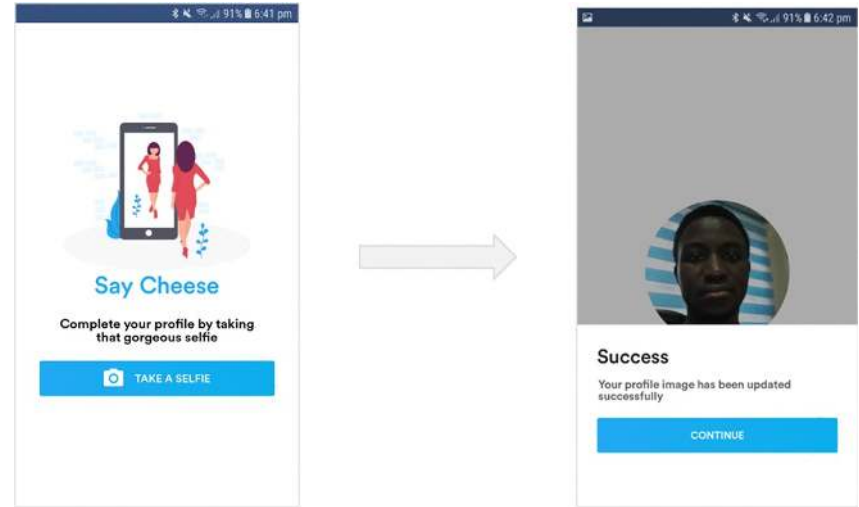 91% 6:41 pm
Say Cheese
Complete your profile by taking
that gorgeous selfie
TAKE A SELFIE
91% 6:42 pm
Success
Your profile image has been updated
successfully
CONTINUE